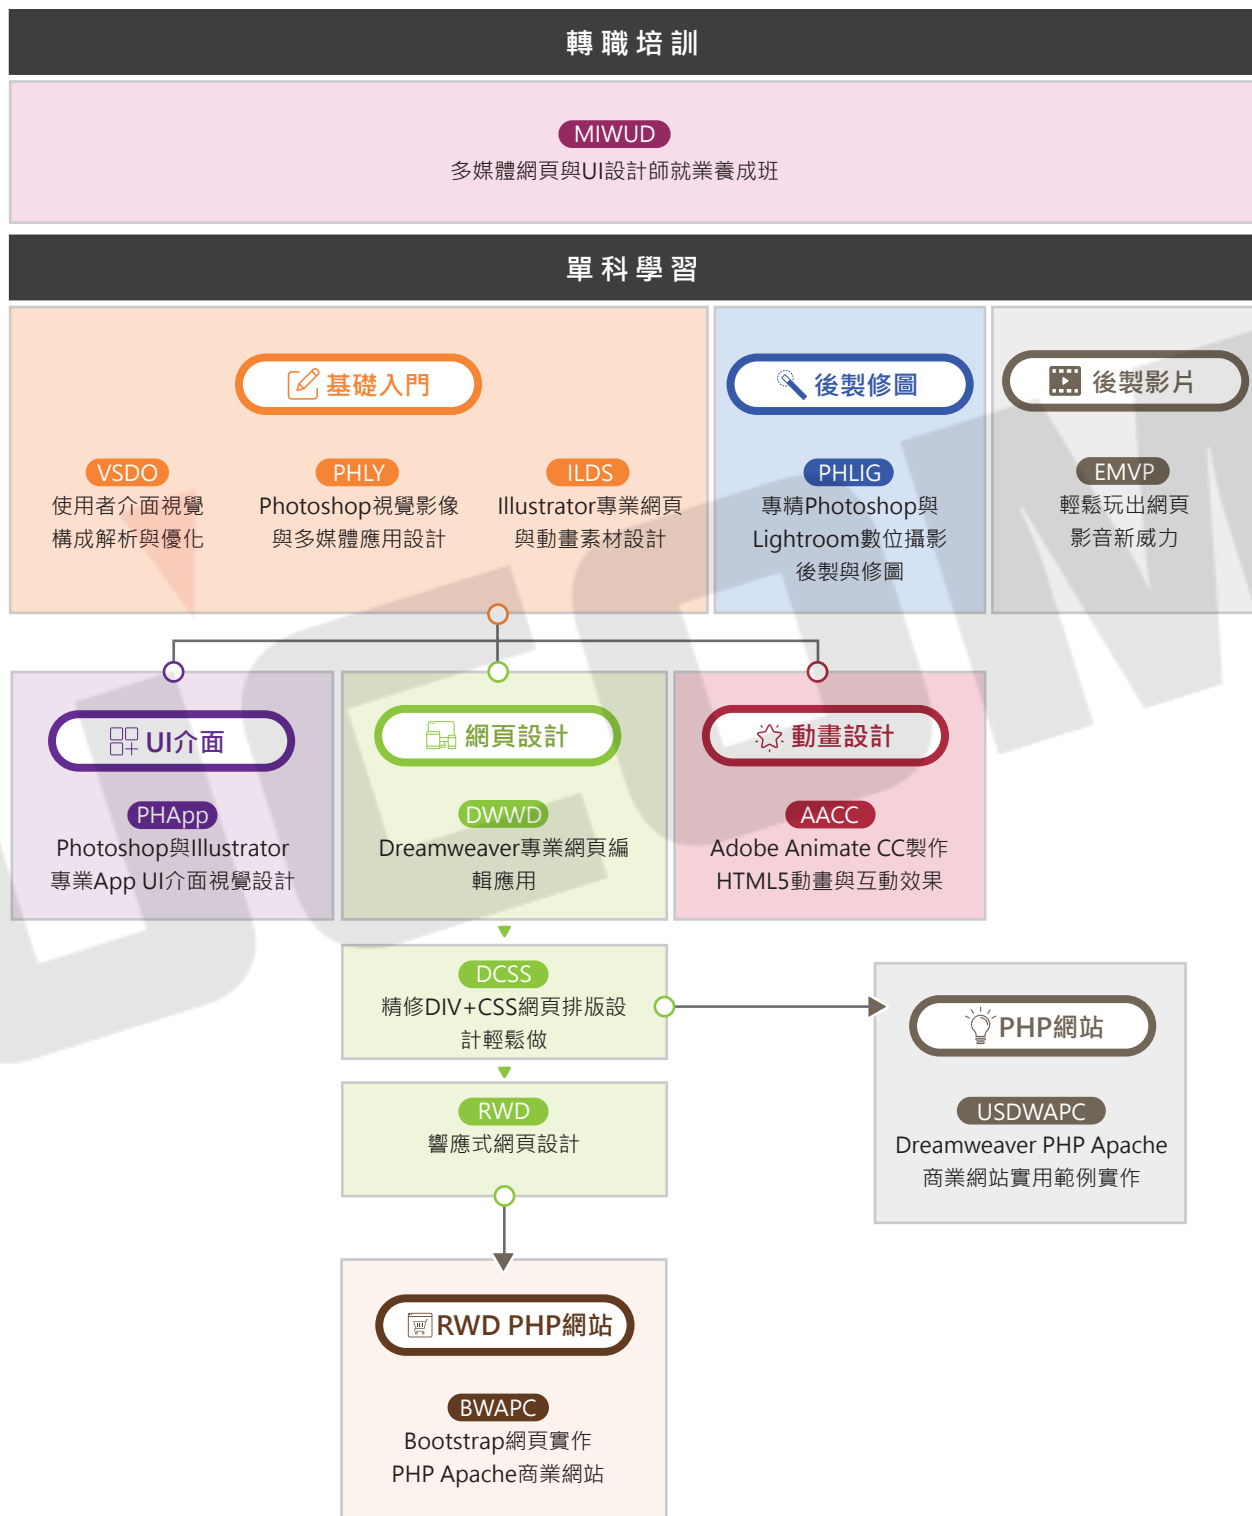 轉職培訓
MIWUD
多媒體網頁與UI設計師就業養成班
單科學習
基礎入門
VSDO
使用者介面視覺
構成解析與優化
PHLY
Photoshop視覺影像
與多媒體應用設計
ILDS
Illustrator專業網頁
與動畫素材設計
後製修圖
PHLIG
專精Photoshop與
Lightroom數位攝影
後製與修圖
後製影片
EMVP
輕鬆玩出網頁
影音新威力
UI介面
PHApp
Photoshop與Illustrator
專業App UI介面視覺設計
網頁設計
DWWD
Dreamweaver專業網頁編
輯應用
動畫設計
AACC
Adobe Animate CC製作
HTML5動畫與互動效果
DCSS
精修DIV+CSS網頁排版設
計輕鬆做
RWD
響應式網頁設計
PHP網站
USDWAPC
Dreamweaver PHP Apache
商業網站實用範例實作
RWD PHP網站
BWAPC
Bootstrap網頁實作
PHP Apache商業網站